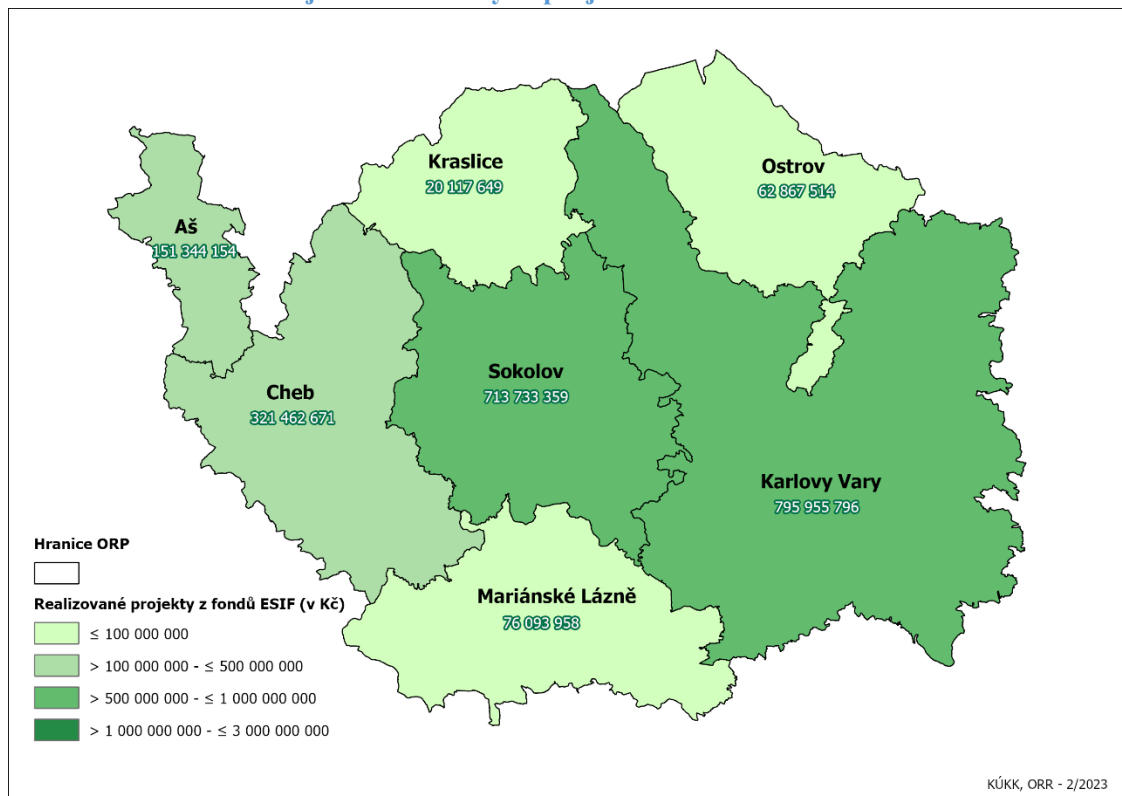 Kraslice
20 117 649
Ostrov
62 867 514
Aš
151 344 154
Sokolov
713 733 359
Cheb
321 462 671
Karlovy Vary
795 955 796
Mariánské Lázně
76 093 958
Hranice ORP
Realizované projekty z fondů ESIF (v Kč)
≤ 100 000 000
> 100 000 000 - ≤ 500 000 000
> 500 000 000 - ≤ 1 000 000 000
> 1 000 000 000 - ≤ 3 000 000 000
KÚKK, ORR - 2/2023